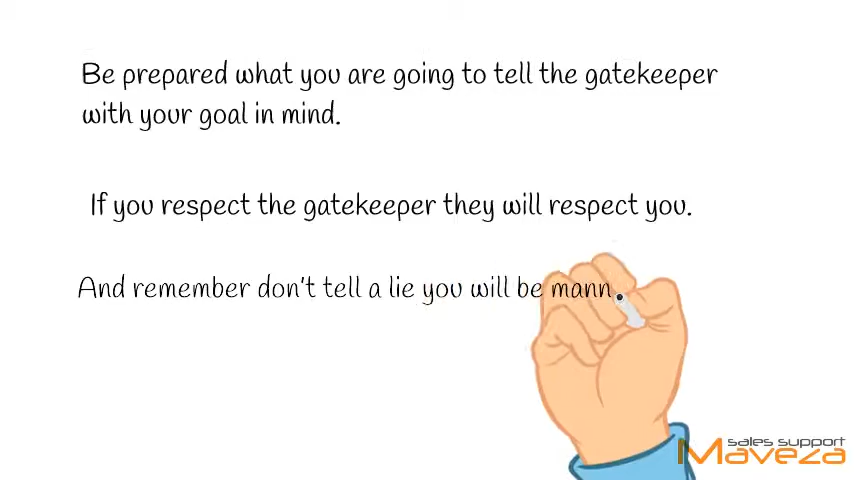 Be prepared what you are going to tell the gatekeeper
with your goal in mind.
If you respect the gatekeeper they will respect you.
And remember don't tell a lie you will be mann
sales support
Maveza